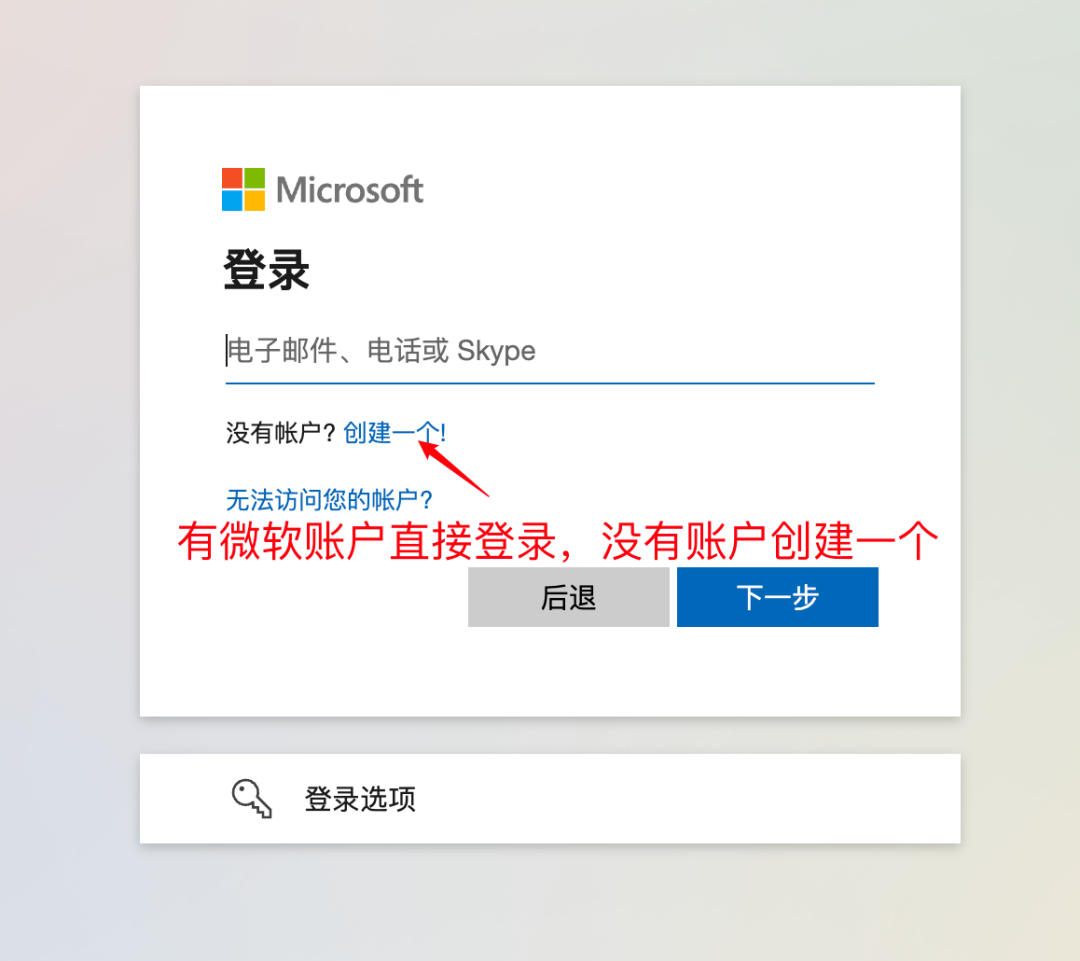 Microsoft
登录
电子邮件、电话或 Skype
没有帐户? 创建一个!
无法访问您的帐户?
有微软账户直接登录，没有账户创建一个
后退 下一步
登录选项